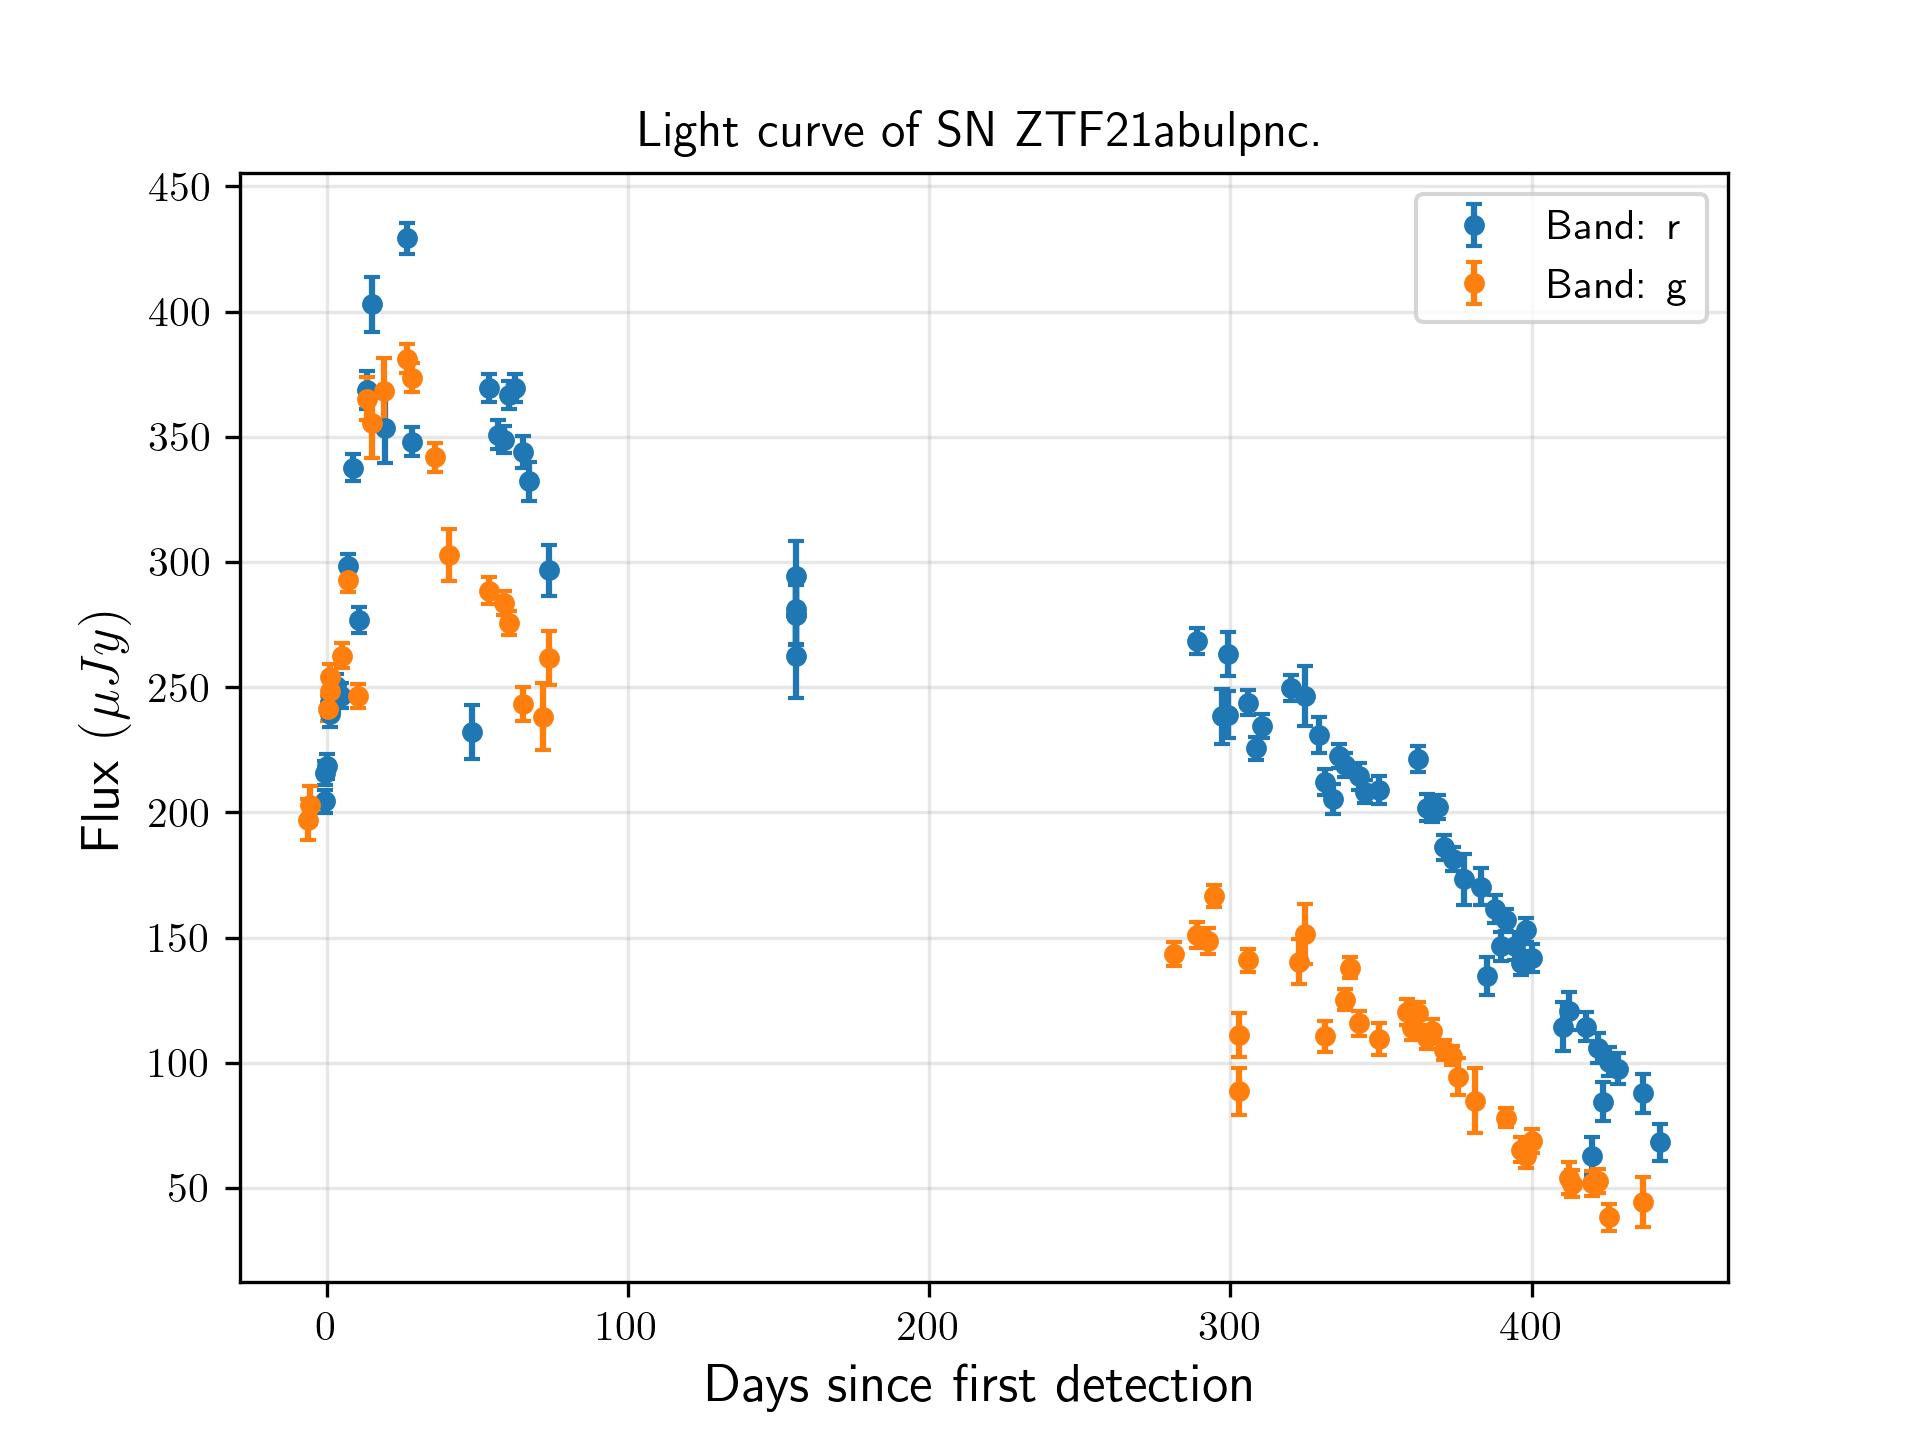 Light curve of SN ZTF21abulpnc.
450
400
350
300
250
200
150
100
50
Flux (μJy)
Band: r
Band: g
0 100 200 300 400
Days since first detection